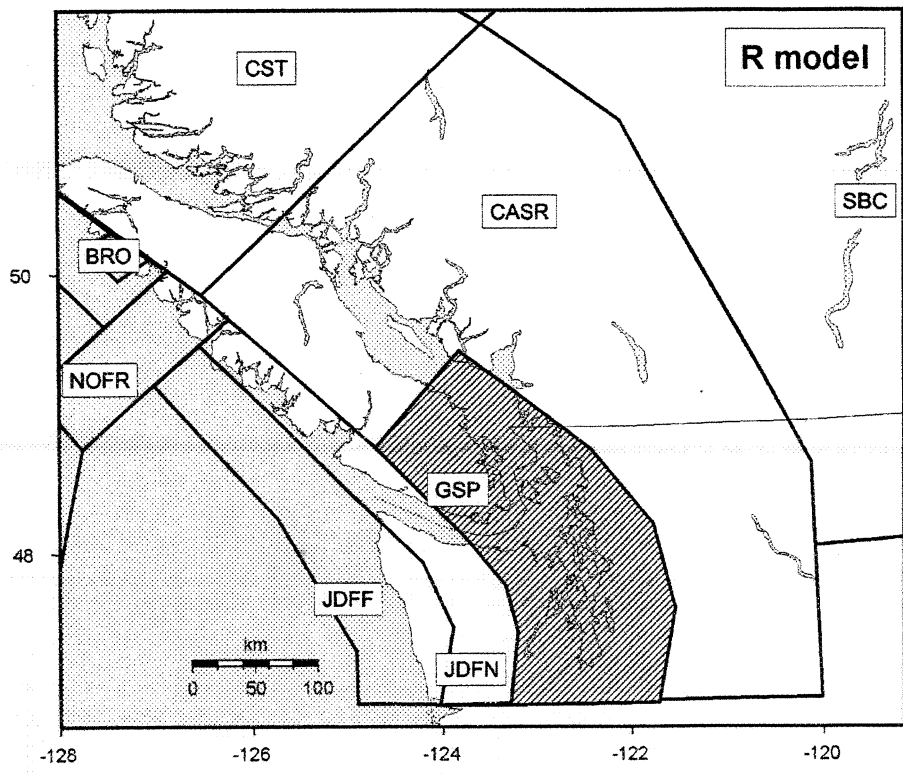 R model
CST
CASR
SBC
BRO
50
NOFR
GSP
48
JDFF
km
JDFN
0 50 100
-128 -126 -124 -122 -120